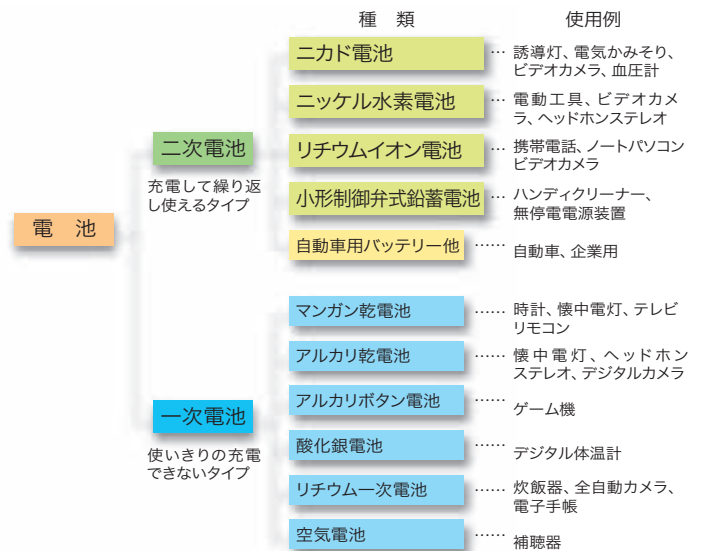 種 類 使用例
ニカド電池 … 誘導灯、電気かみそり、
ビデオカメラ、血圧計
ニッケル水素電池 … 電動工具、ビデオカメ
ラ、ヘッドホンステレオ
二次電池
充電して繰り返
し使えるタイプ
リチウムイオン電池 … 携帯電話、ノートパソコン
ビデオカメラ
小形制御弁式鉛蓄電池 … ハンディクリーナー、
無停電電源装置
電 池
自動車用バッテリー他 …… 自動車、企業用
マンガン乾電池 …… 時計、懐中電灯、テレビ
リモコン
アルカリ乾電池 …… 懐中電灯、ヘッドホン
ステレオ、デジタルカメラ
一次電池
使いきりの充電
できないタイプ
アルカリボタン電池 …… ゲーム機
酸化銀電池 …… デジタル体温計
リチウム一次電池 …… 炊飯器、全自動カメラ、
電子手帳
空気電池 …… 補聴器